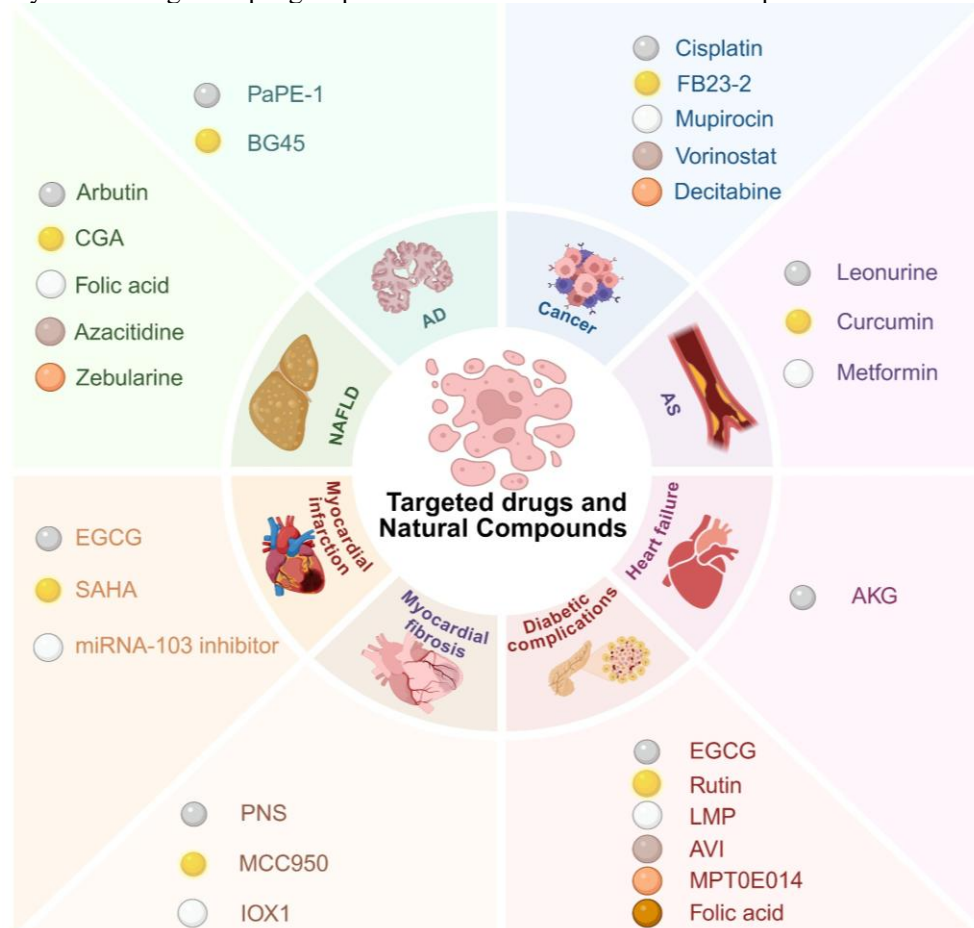 PaPE-1
BG45
Cisplatin
FB23-2
Mupirocin
Vorinostat
Decitabine
Arbutin
CGA
Folic acid
Azacitidine
Zebularine
Leonurine
Curcumin
Metformin
AD
Cancer
NAFLD
AS
Targeted drugs and
Natural Compounds
Myocardial
infarction
Heart failure
Myocardial
fibrosis
Diabetic
complications
EGCG
SAHA
miRNA-103 inhibitor
AKG
PNS
MCC950
IOX1
EGCG
Rutin
LMP
AVI
MPT0E014
Folic acid